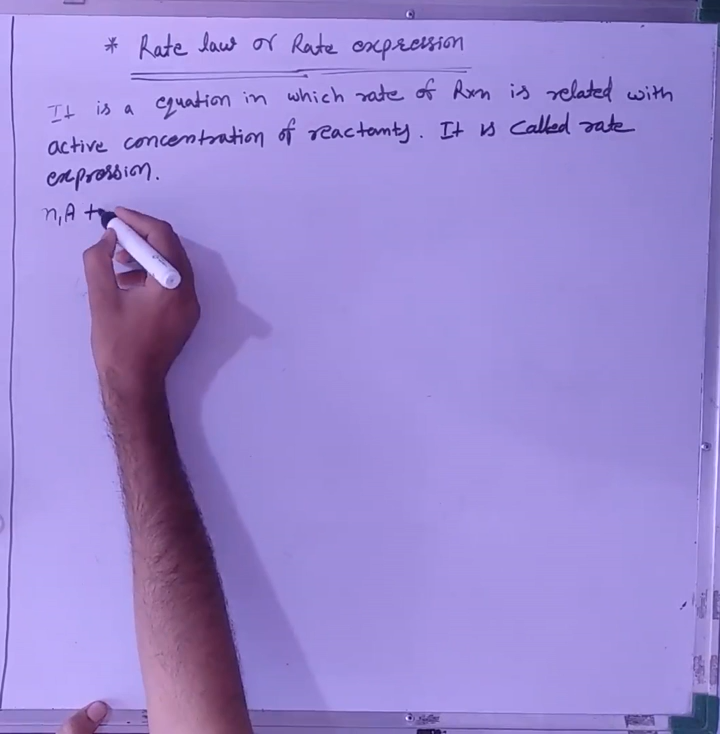 * Rate law or Rate expression
It is a equation in which rate of Rxn is related with
active concentration of reactants. It is Called rate
expression.
n₁A +